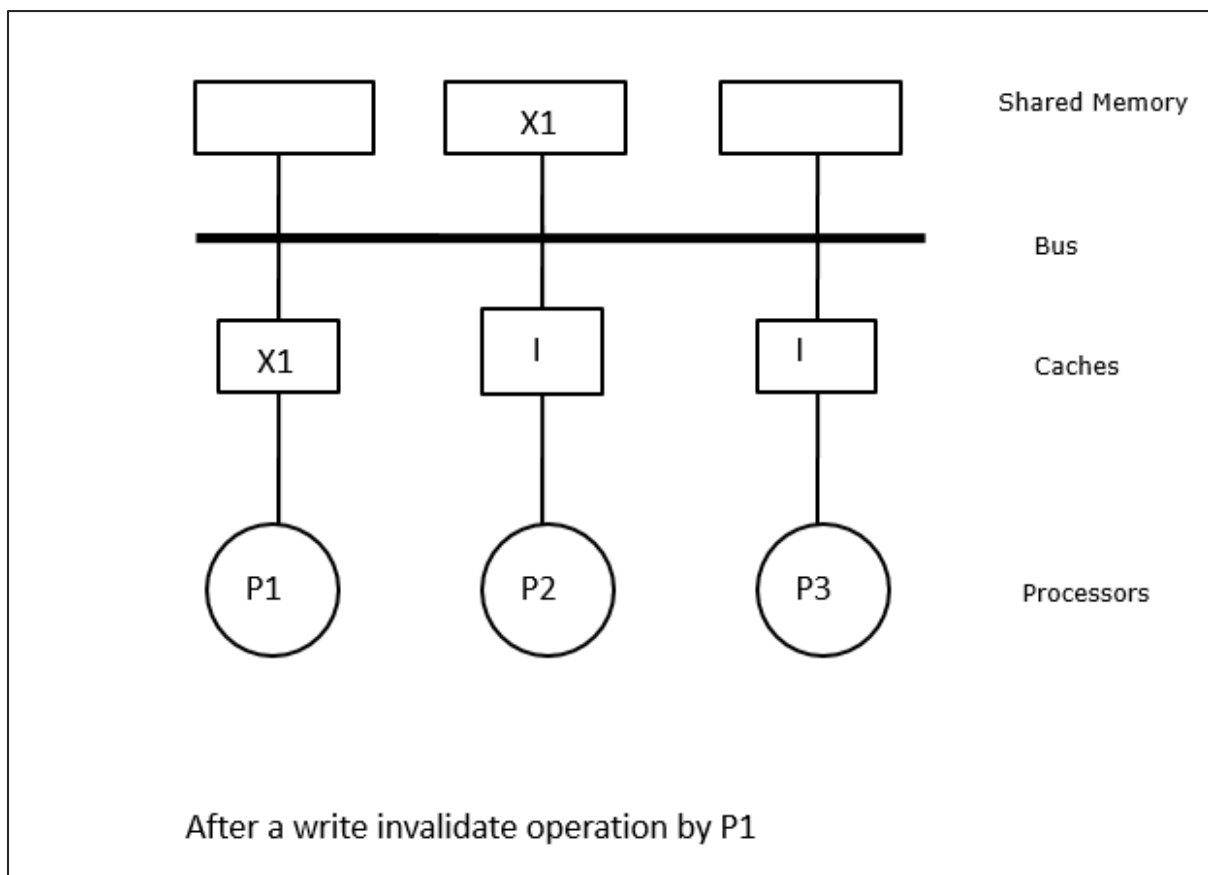 X1
Shared Memory
Bus
X1
I
I
Caches
P1
P2
P3
Processors
After a write invalidate operation by P1